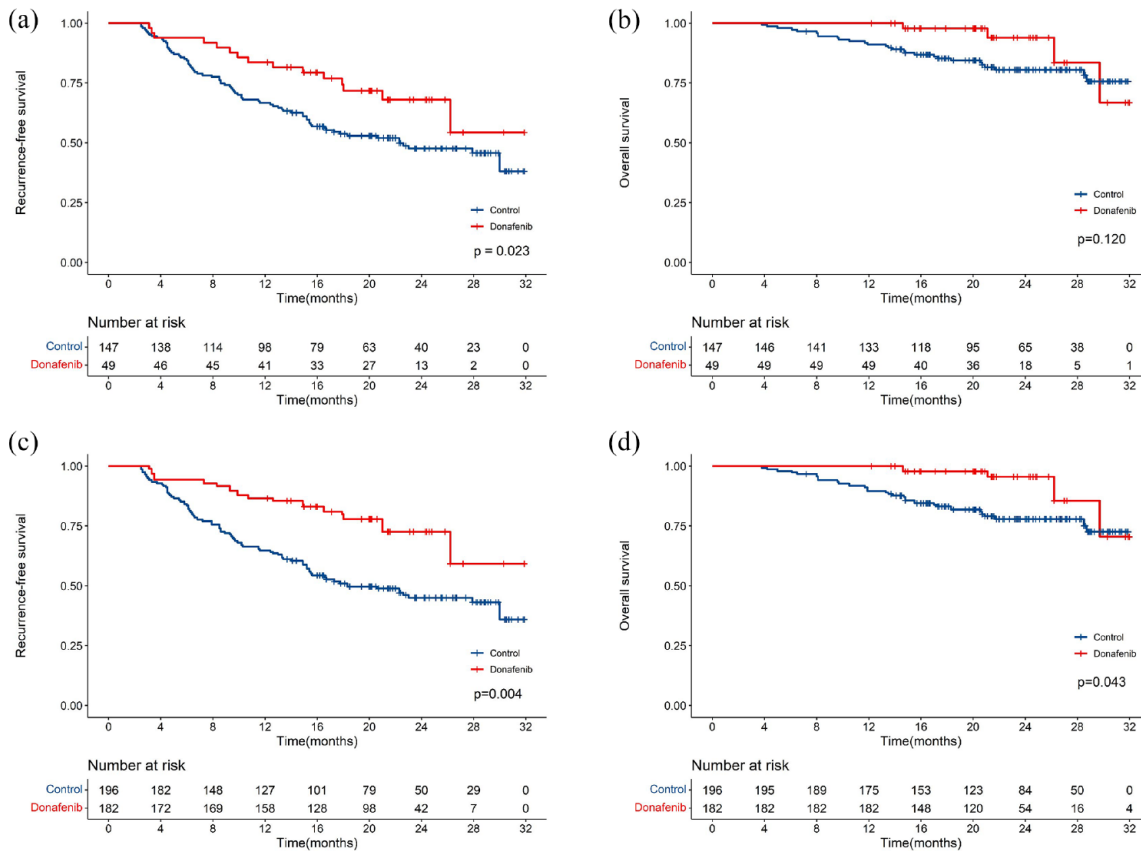 (a)
1.00
0.75
0.50
0.25
0.00
Recurrence-free survival
Control
Donafenib
p = 0.023
0 4 8 12 16 20 24 28 32
Time(months)
Number at risk
Control 147 138 114 98 79 63 40 23 0
Donafenib 49 46 45 41 33 27 13 2 0
0 4 8 12 16 20 24 28 32
Time(months)
(b)
1.00
0.75
0.50
0.25
0.00
Overall survival
Control
Donafenib
p=0.120
0 4 8 12 16 20 24 28 32
Time(months)
Number at risk
Control 147 146 141 133 118 95 65 38 0
Donafenib 49 49 49 49 40 36 18 5 1
0 4 8 12 16 20 24 28 32
Time(months)
(c)
1.00
0.75
0.50
0.25
0.00
Recurrence-free survival
Control
Donafenib
p=0.004
0 4 8 12 16 20 24 28 32
Time(months)
Number at risk
Control 196 182 148 127 101 79 50 29 0
Donafenib 182 172 169 158 128 98 42 7 0
0 4 8 12 16 20 24 28 32
Time(months)
(d)
1.00
0.75
0.50
0.25
0.00
Overall survival
Control
Donafenib
p=0.043
0 4 8 12 16 20 24 28 32
Time(months)
Number at risk
Control 196 195 189 175 153 123 84 50 0
Donafenib 182 182 182 182 148 120 54 16 4
0 4 8 12 16 20 24 28 32
Time(months)